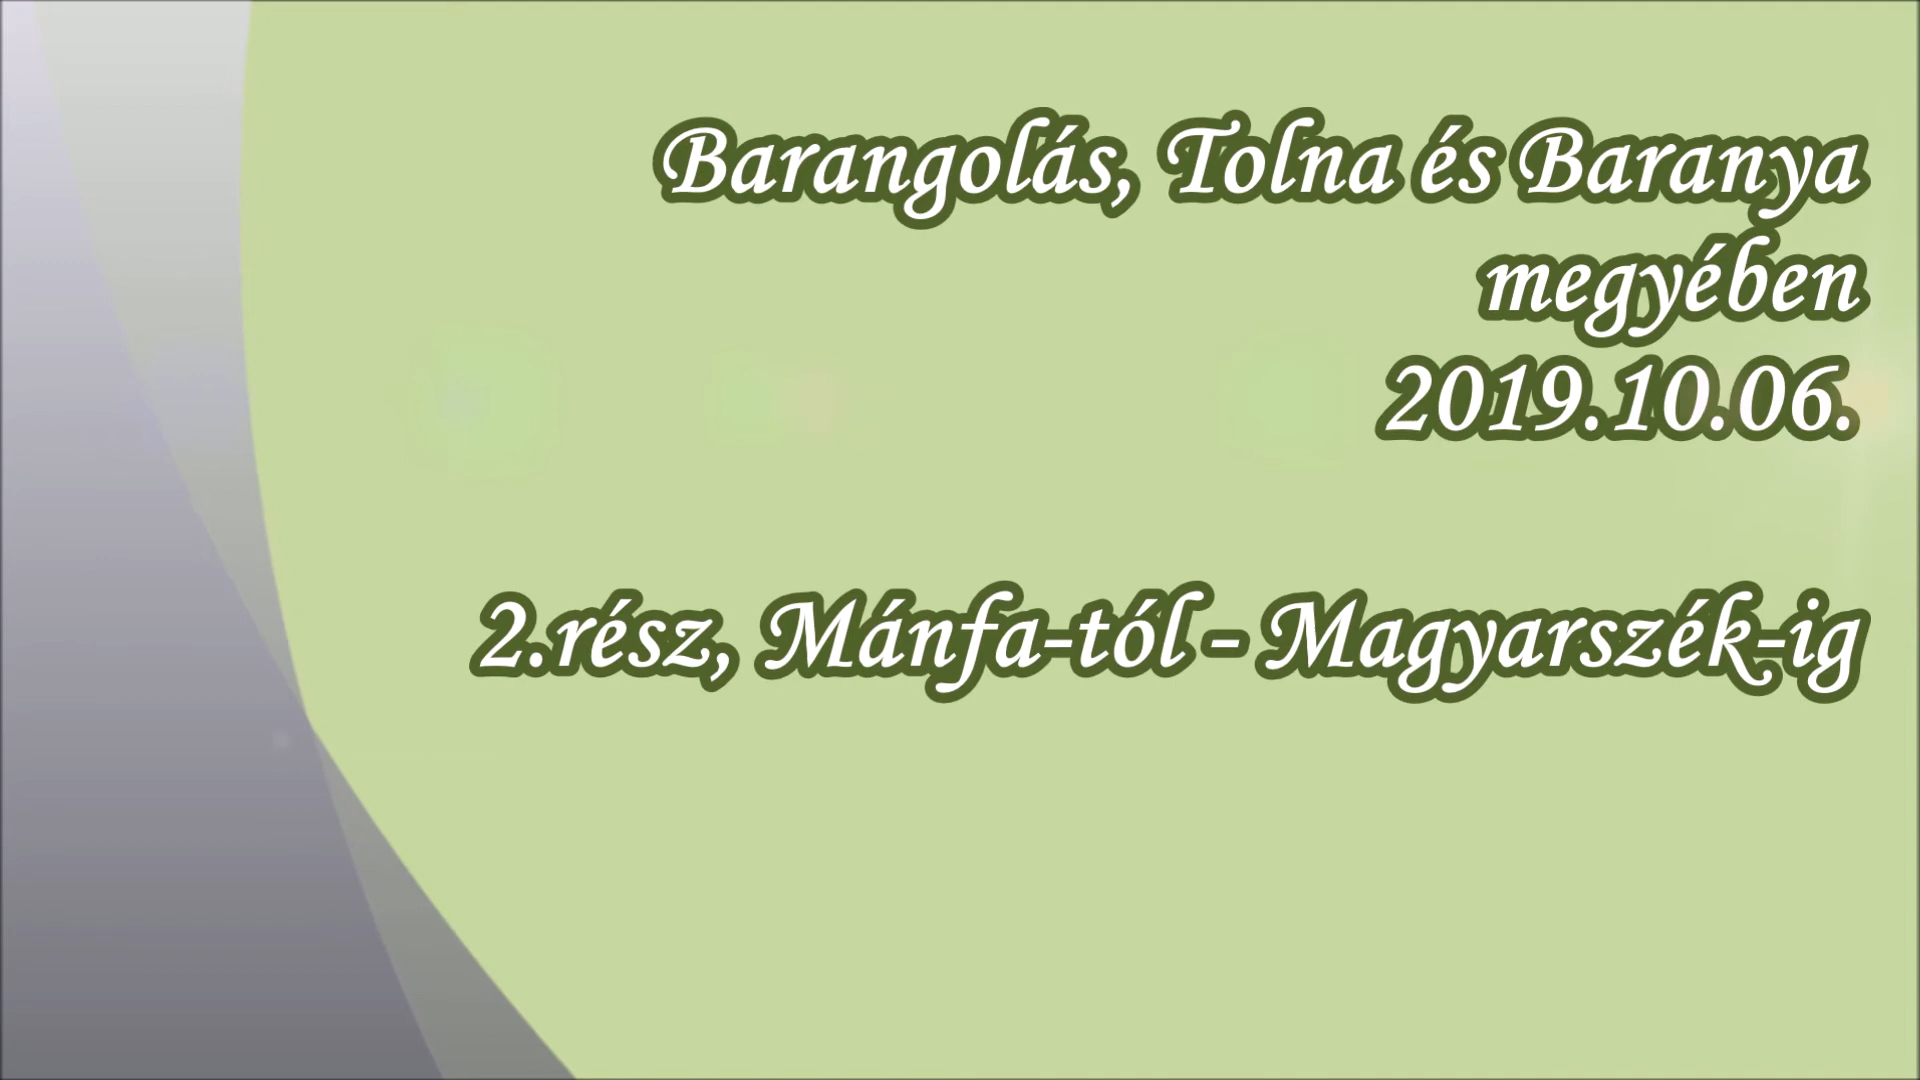 Barangolás, Tolna és Baranya
megyében
2019.10.06.
2.rész, Mánfa-tól - Magyarszék-ig